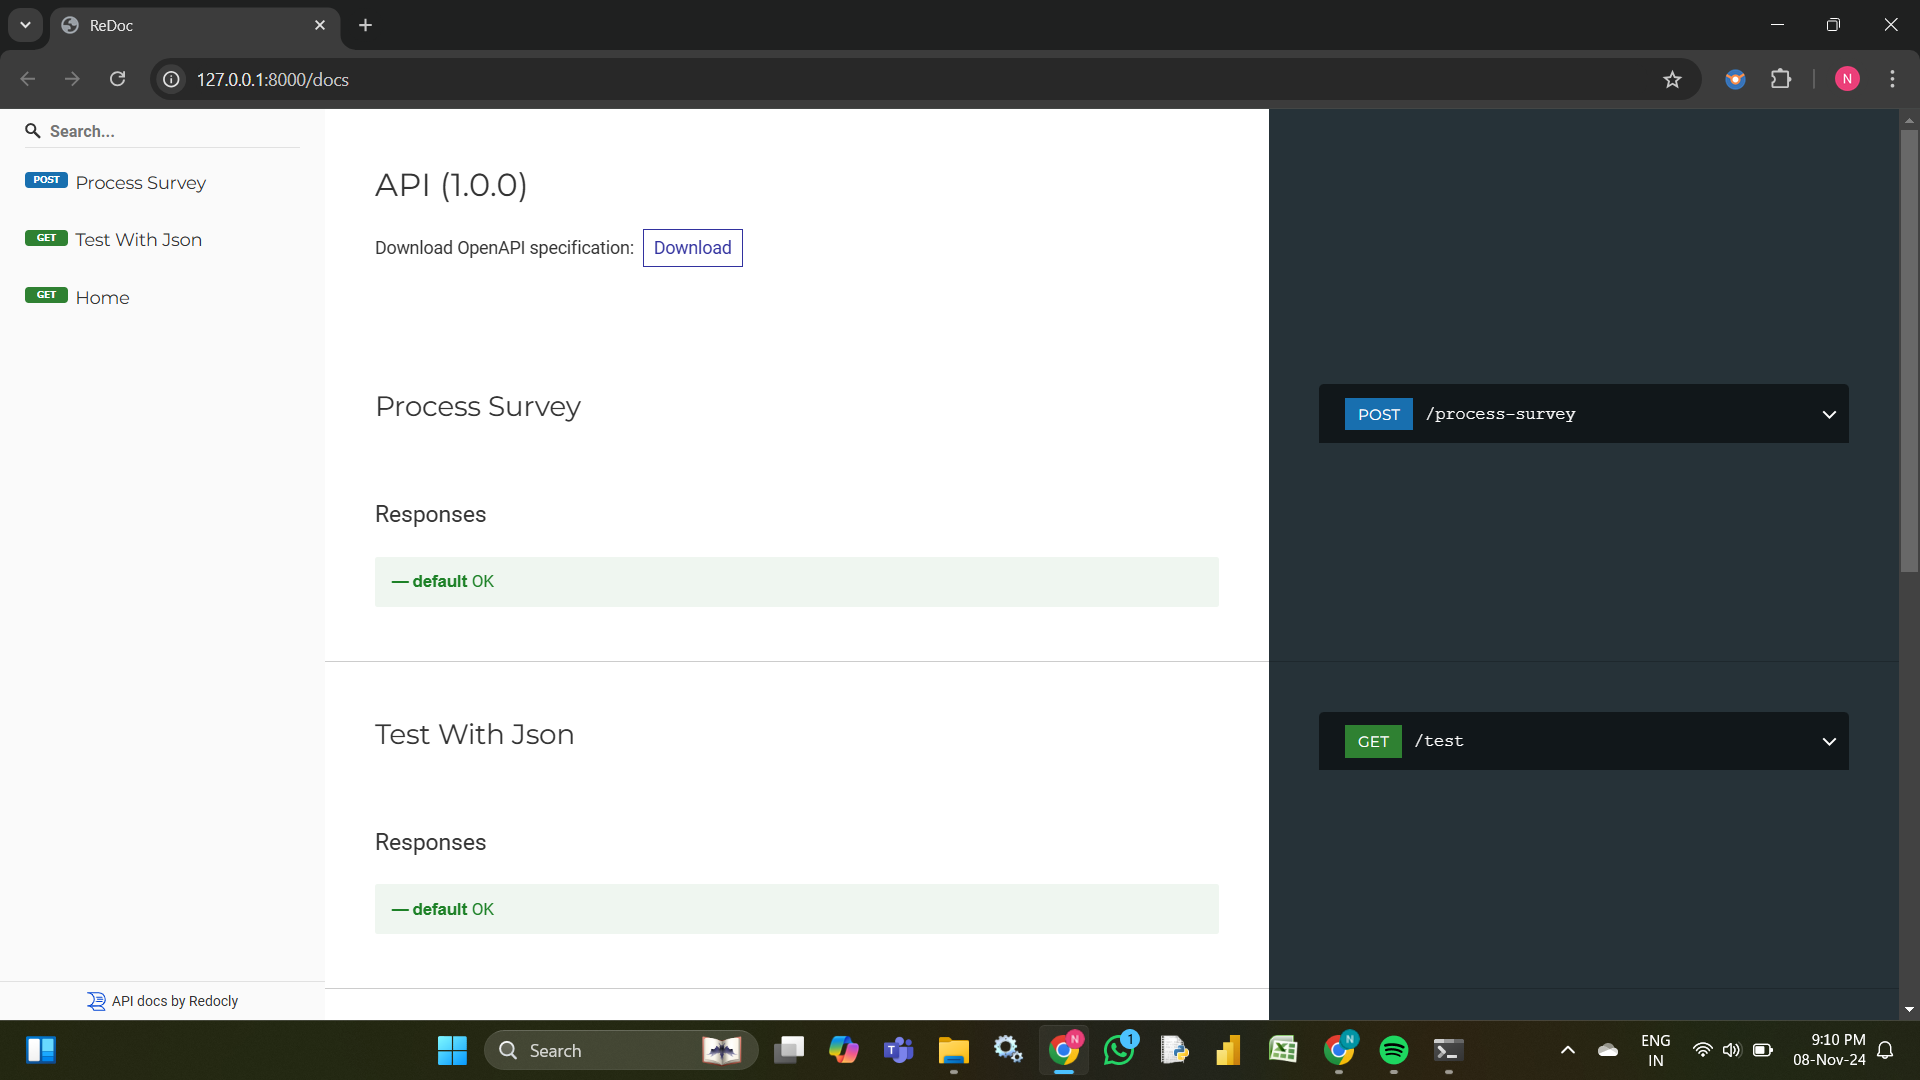 ReDoc
127.0.0.1:8000/docs
N
Search...
POST Process Survey
GET Test With Json
GET Home
API docs by Redocly
API (1.0.0)
Download OpenAPI specification: Download
Process Survey
Responses
— default OK
POST /process-survey
Test With Json
Responses
— default OK
GET /test
Search
T
N
1
N
ENG
IN
9:10 PM
08-Nov-24